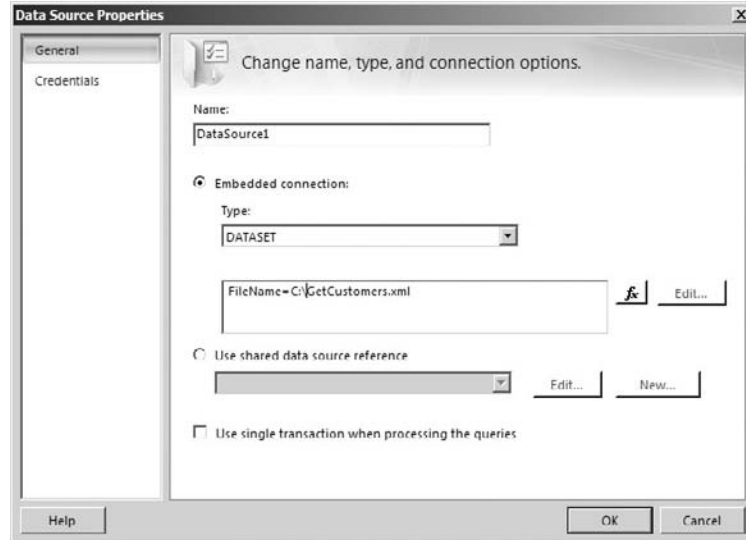 Data Source Properties
X
General
Credentials
Change name, type, and connection options.
Name:
DataSource1
Embedded connection:
Type:
DATASET
FileName=C:\GetCustomers.xml
fx
Edit...
Use shared data source reference
Edit...
New...
Use single transaction when processing the queries
Help
OK
Cancel